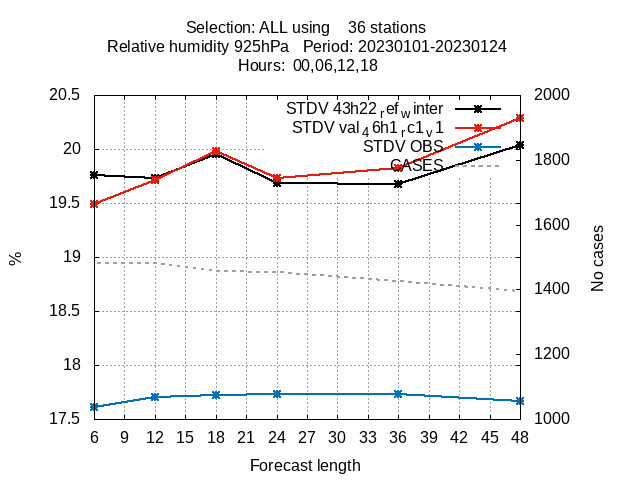 Selection: ALL using    36 stations
Relative humidity 925hPa   Period: 20230101-20230124
Hours:  00,06,12,18
20.5
20
19.5
19
18.5
18
17.5
%
2000
1800
1600
1400
1200
1000
No cases
STDV 43h22refwinter
STDV val46h1rc1v1
STDV OBS
CASES
6 9 12 15 18 21 24 27 30 33 36 39 42 45 48
Forecast length